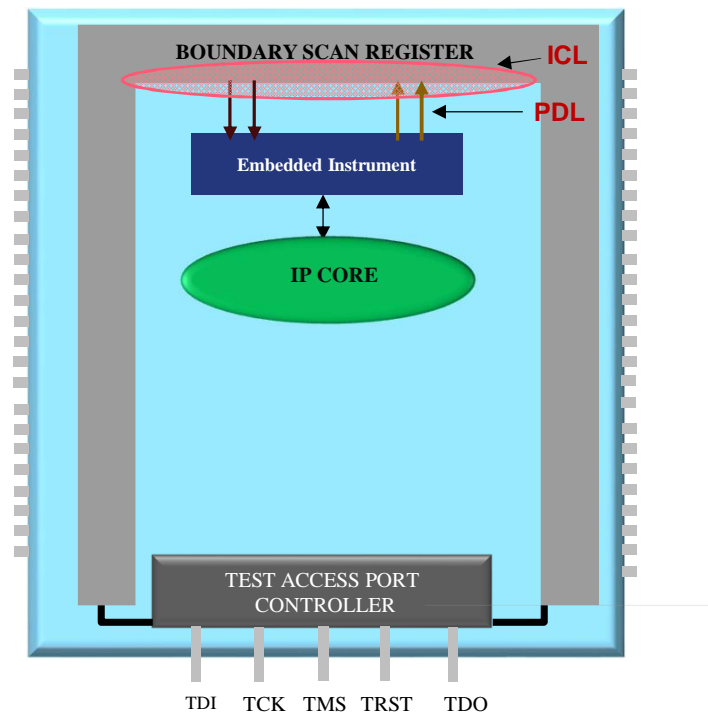 BOUNDARY SCAN REGISTER
ICL
PDL
Embedded Instrument
IP CORE
TEST ACCESS PORT
CONTROLLER
TDI TCK TMS TRST TDO